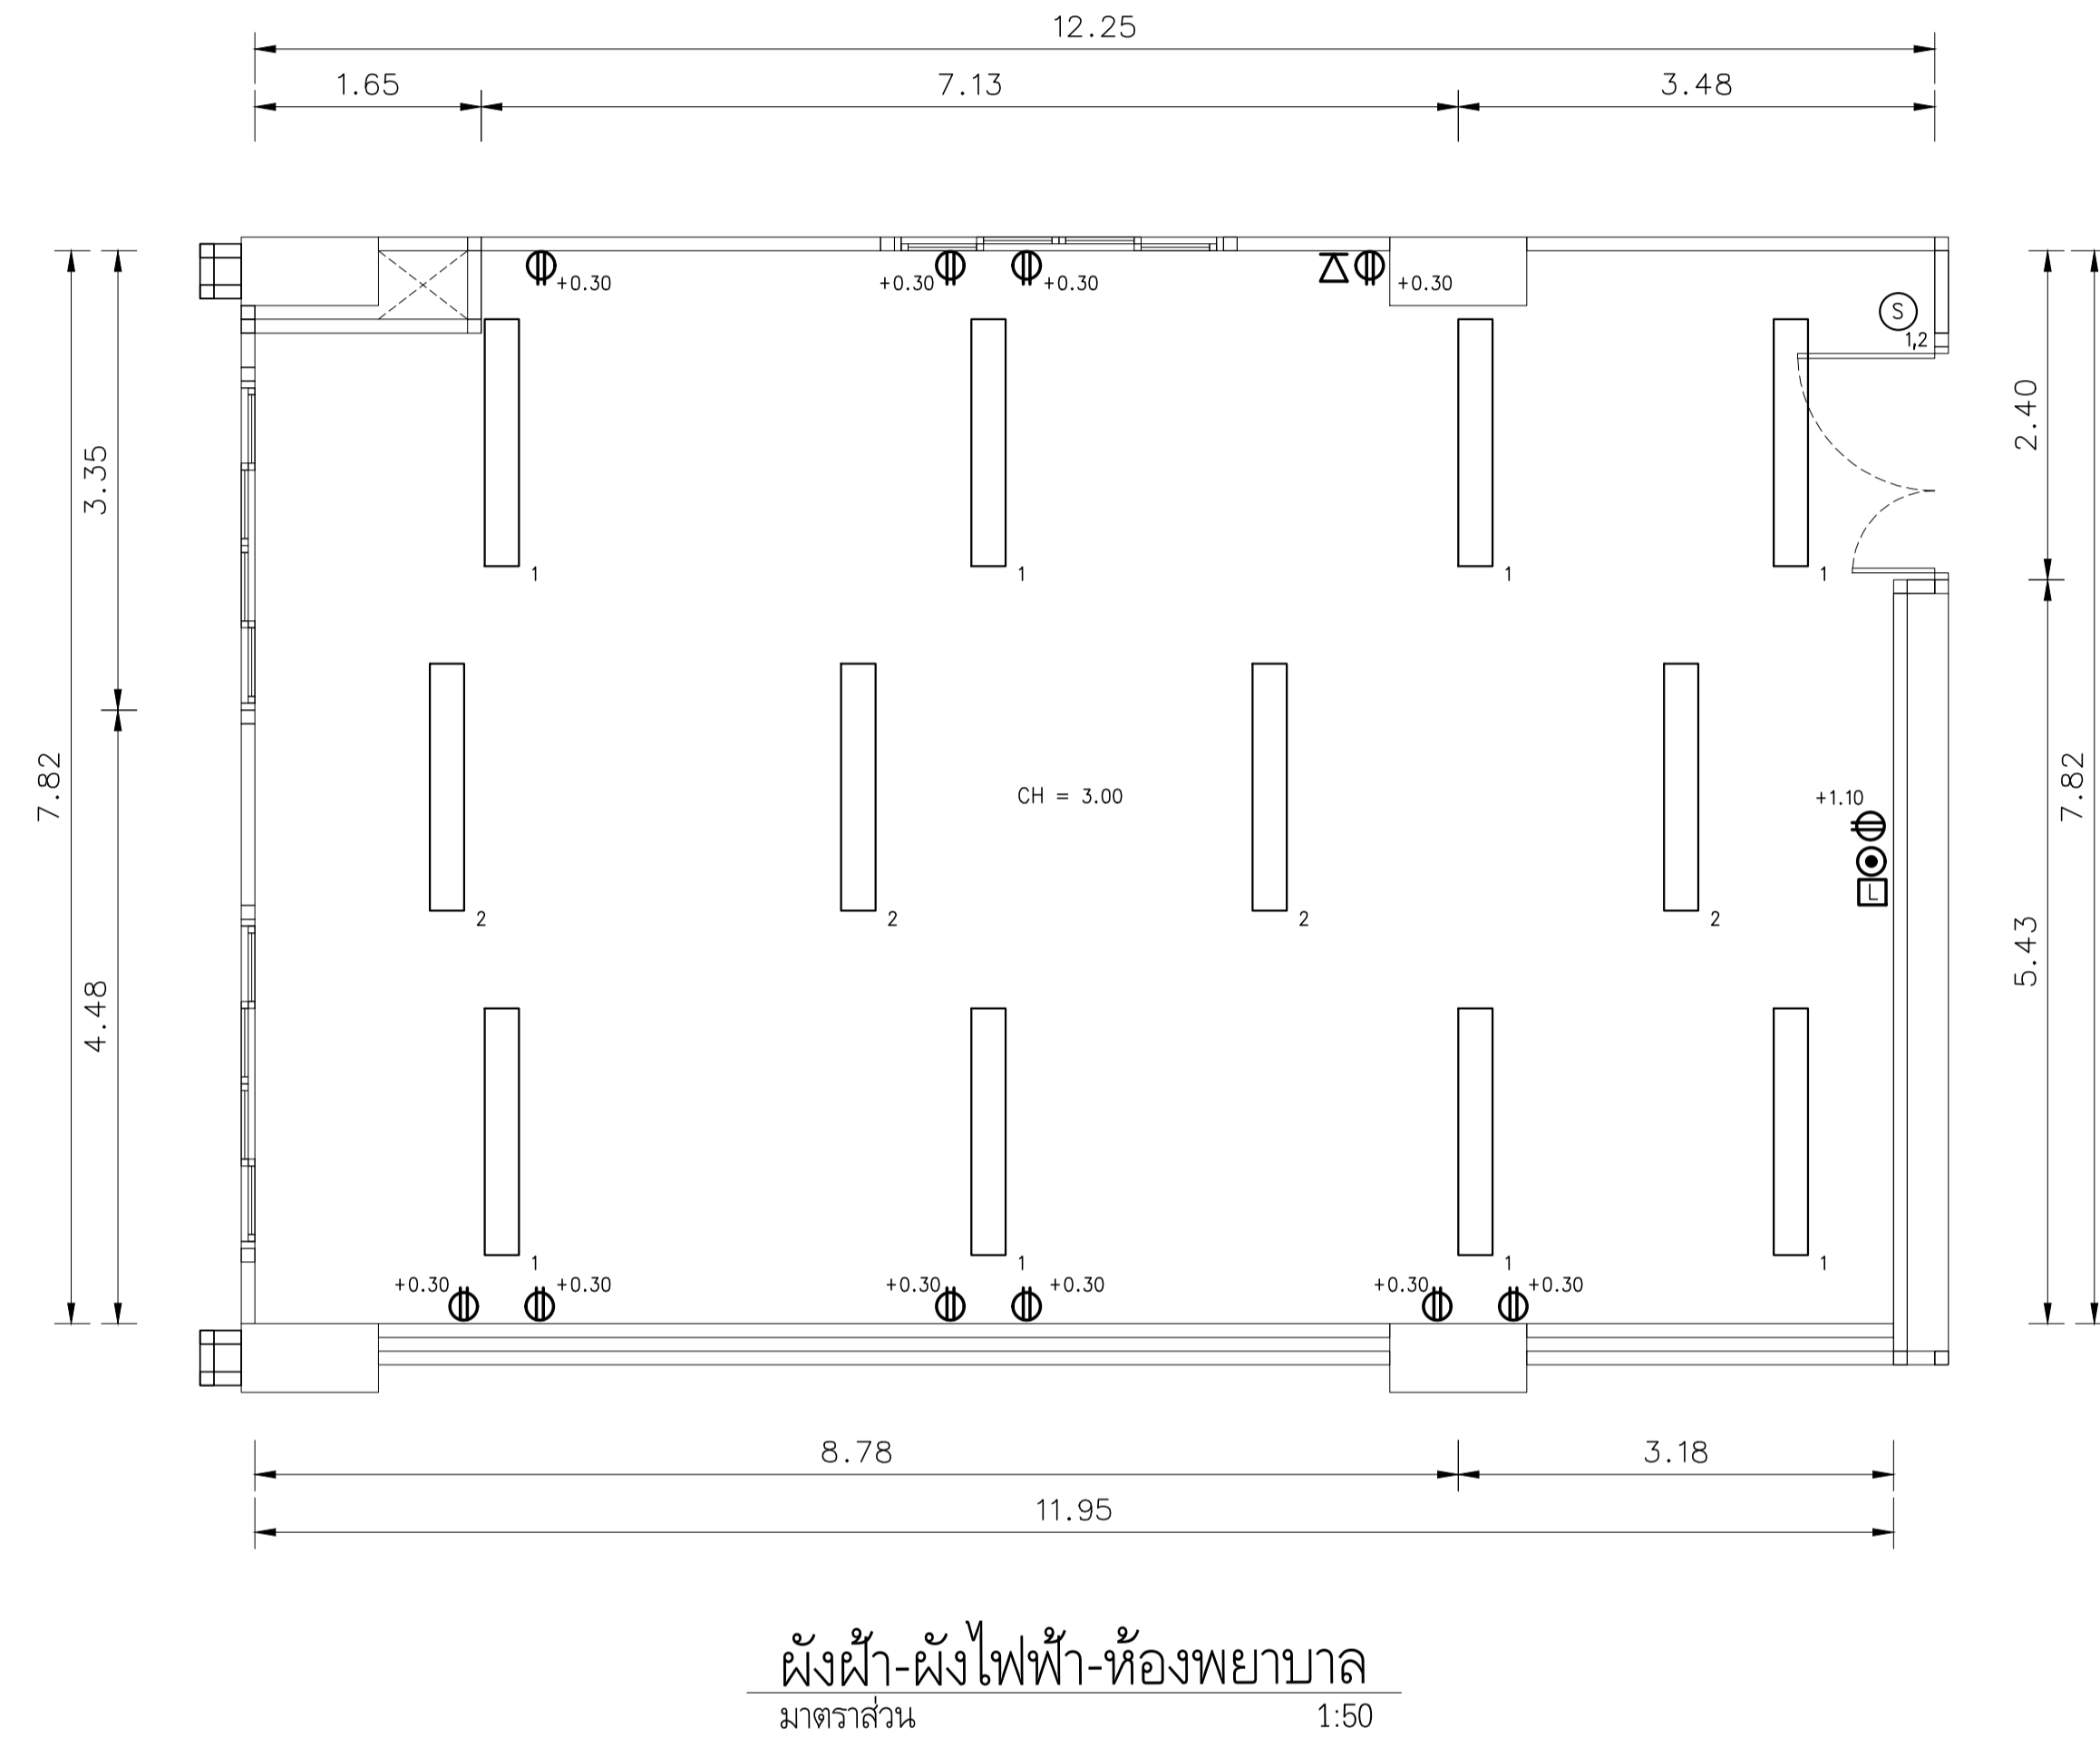 12.25
1.65 7.13 3.48
+0.30 +0.30 +0.30 +0.30
S
1,2
2.40
3.35
1 1 1 1
7.82
7.82
CH = 3.00
+1.10
L
2 2 2 2
5.43
4.48
1 1 1 1
+0.30 +0.30 +0.30 +0.30 +0.30 +0.30
8.78 3.18
11.95
ผังฝ้า-ผังไฟฟ้า-ห้องพยาบาล
มาตราส่วน 1:50